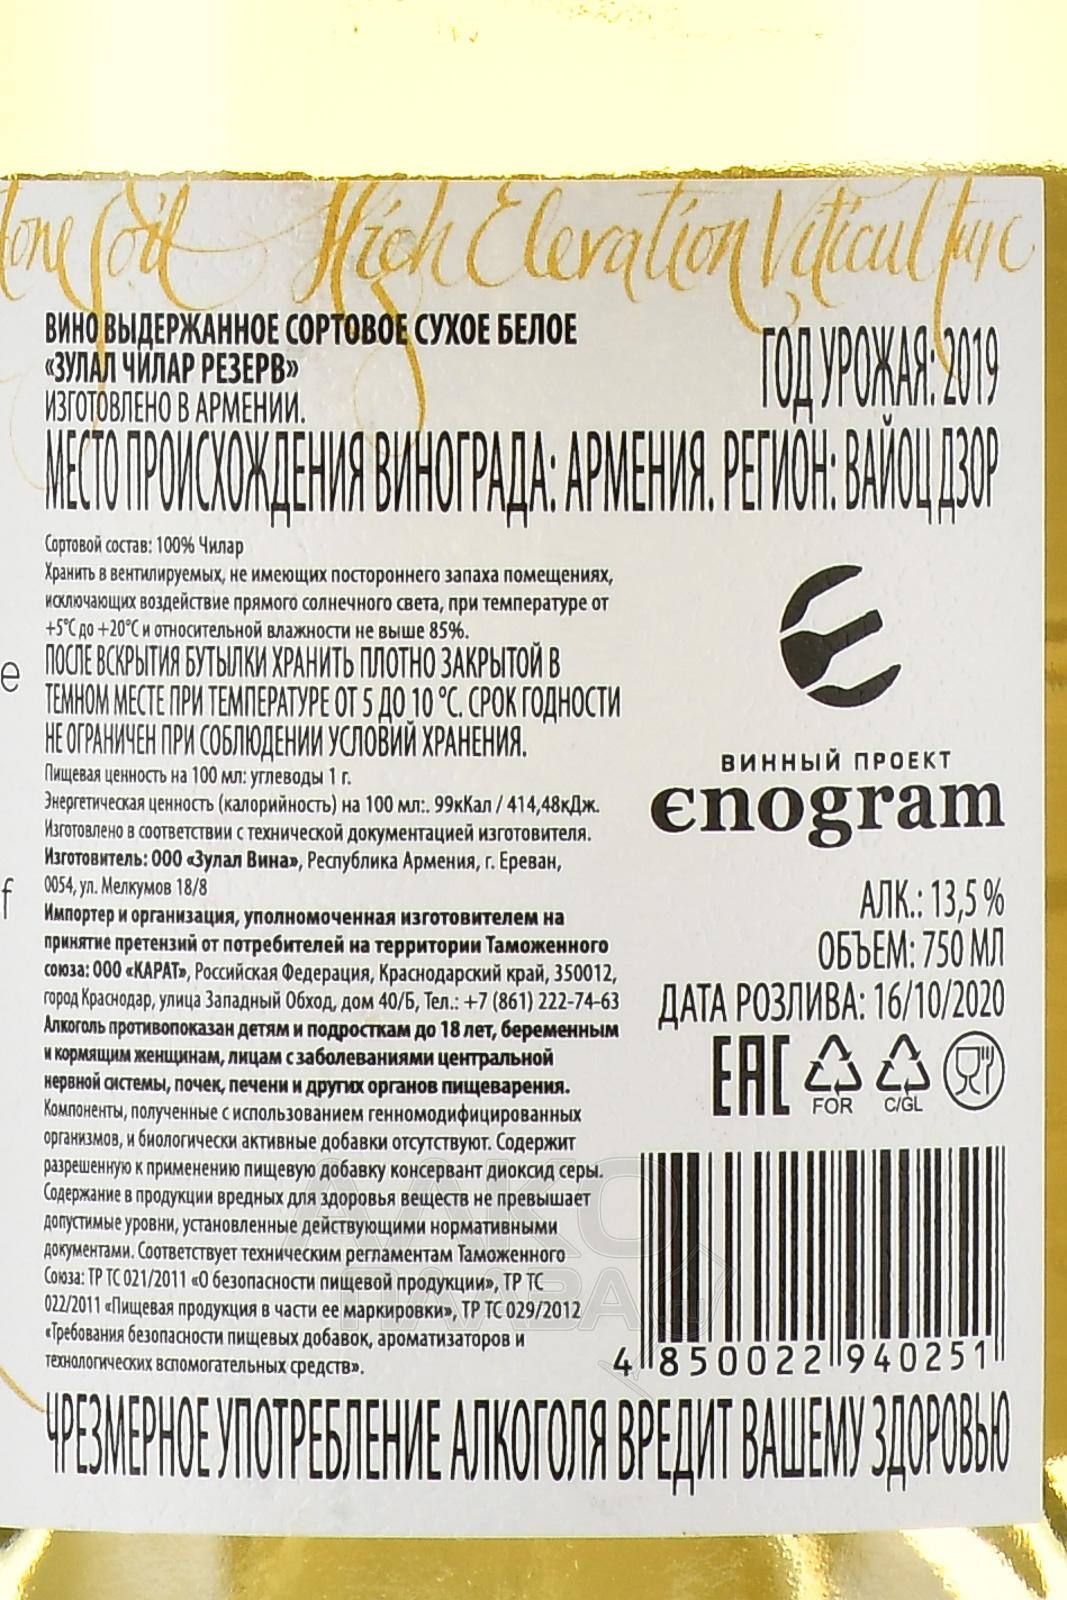 tone Soil High Elevation Viticulture
ВИНО ВЫДЕРЖАННОЕ СОРТОВОЕ СУХОЕ БЕЛОЕ
«ЗУЛАЛ ЧИЛАР РЕЗЕРВ»
ИЗГОТОВЛЕНО В АРМЕНИИ.
ГОД УРОЖАЯ: 2019
МЕСТО ПРОИСХОЖДЕНИЯ ВИНОГРАДА: АРМЕНИЯ. РЕГИОН: ВАЙОЦ ДЗОР
Сортовой состав: 100% Чилар
Хранить в вентилируемых, не имеющих постороннего запаха помещениях,
исключающих воздействие прямого солнечного света, при температуре от
+5°С до +20°С и относительной влажности не выше 85%.
ПОСЛЕ ВСКРЫТИЯ БУТЫЛКИ ХРАНИТЬ ПЛОТНО ЗАКРЫТОЙ В
ТЕМНОМ МЕСТЕ ПРИ ТЕМПЕРАТУРЕ ОТ 5 ДО 10 °С. СРОК ГОДНОСТИ
НЕ ОГРАНИЧЕН ПРИ СОБЛЮДЕНИИ УСЛОВИЙ ХРАНЕНИЯ.
Пищевая ценность на 100 мл: углеводы 1 г.
Энергетическая ценность (калорийность) на 100 мл:. 99кКал / 414,48кДж.
Изготовлено в соответствии с технической документацией изготовителя.
Изготовитель: ООО «Зулал Вина», Республика Армения, г. Ереван,
0054, ул. Мелкумов 18/8
Импортер и организация, уполномоченная изготовителем на
принятие претензий от потребителей на территории Таможенного
союза: ООО «КАРАТ», Российская Федерация, Краснодарский край, 350012,
город Краснодар, улица Западный Обход, дом 40/Б, Тел.: +7 (861) 222-74-63
Алкоголь противопоказан детям и подросткам до 18 лет, беременным
и кормящим женщинам, лицам с заболеваниями центральной
нервной системы, почек, печени и других органов пищеварения.
Компоненты, полученные с использованием генномодифицированных
организмов, и биологически активные добавки отсутствуют. Содержит
разрешенную к применению пищевую добавку консервант диоксид серы.
Содержание в продукции вредных для здоровья веществ не превышает
допустимые уровни, установленные действующими нормативными
документами. Соответствует техническим регламентам Таможенного
Союза: ТР ТС 021/2011 «О безопасности пищевой продукции», ТР ТС
022/2011 «Пищевая продукция в части ее маркировки», ТР ТС 029/2012
«Требования безопасности пищевых добавок, ароматизаторов и
технологических вспомогательных средств».
e
f
ВИННЫЙ ПРОЕКТ
єnogram
АЛК.: 13,5 %
ОБЪЕМ: 750 МЛ
ДАТА РОЗЛИВА: 16/10/2020
EAC
FOR C/GL
4 850022 940251
ЧРЕЗМЕРНОЕ УПОТРЕБЛЕНИЕ АЛКОГОЛЯ ВРЕДИТ ВАШЕМУ ЗДОРОВЬЮ
АЛКО
ПЛАВА